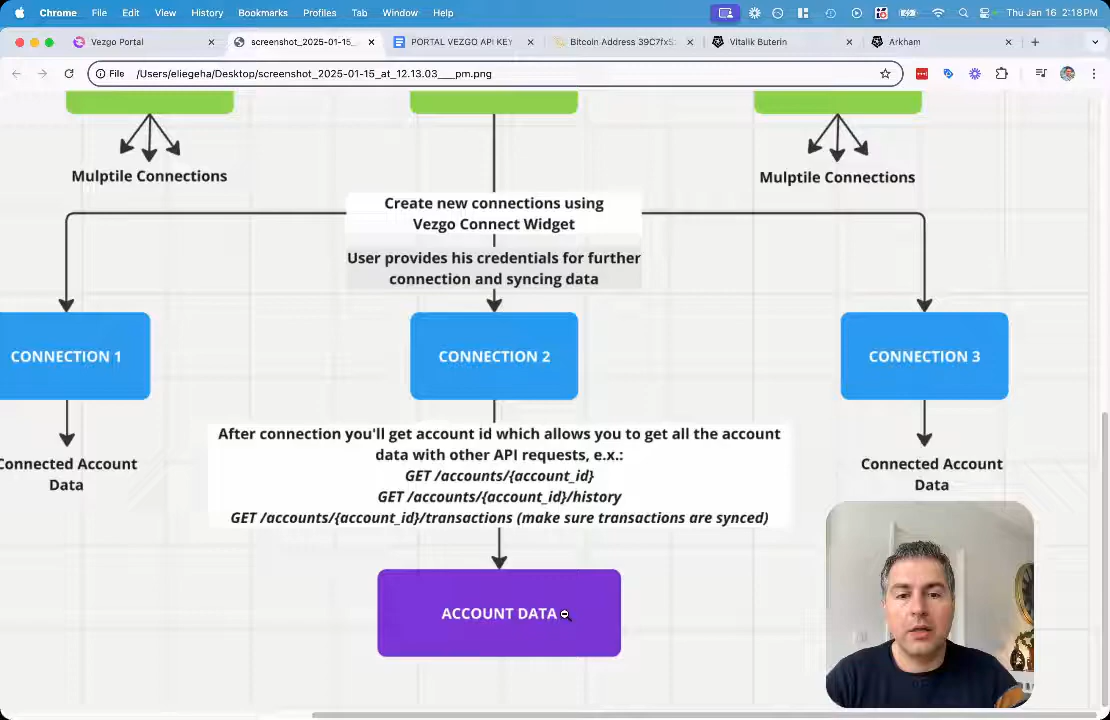 Chrome File Edit View History Bookmarks Profiles Tab Window Help Thu Jan 16 2:18 PM
Vezgo Portal screenshot_2025-01-15_ PORTAL VEZGO API KEY Bitcoin Address 39C7fxS Vitalik Buterin Arkham
File /Users/eliegeha/Desktop/screenshot_2025-01-15_at_12.13.03___pm.png
Mulptile Connections
Mulptile Connections
Create new connections using
Vezgo Connect Widget
User provides his credentials for further
connection and syncing data
CONNECTION 1
CONNECTION 2
CONNECTION 3
After connection you'll get account id which allows you to get all the account
data with other API requests, e.x.:
GET /accounts/{account_id}
GET /accounts/{account_id}/history
GET /accounts/{account_id}/transactions (make sure transactions are synced)
Connected Account
Data
Connected Account
Data
ACCOUNT DATA